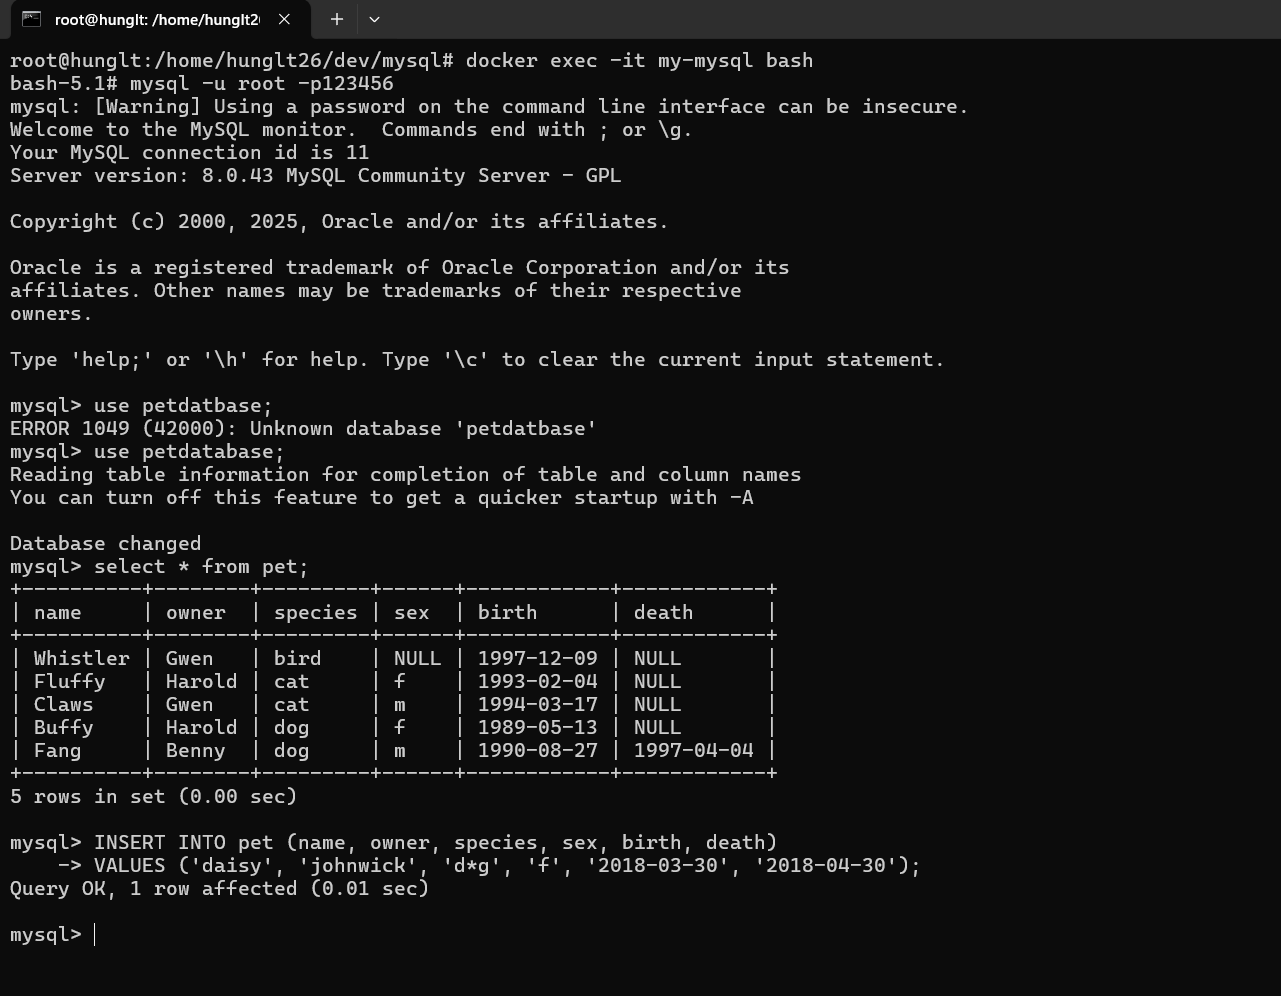 root@hunglt: /home/hunglt2
root@hunglt:/home/hunglt26/dev/mysql# docker exec -it my-mysql bash
bash-5.1# mysql -u root -p123456
mysql: [Warning] Using a password on the command line interface can be insecure.
Welcome to the MySQL monitor.  Commands end with ; or \g.
Your MySQL connection id is 11
Server version: 8.0.43 MySQL Community Server - GPL

Copyright (c) 2000, 2025, Oracle and/or its affiliates.

Oracle is a registered trademark of Oracle Corporation and/or its
affiliates. Other names may be trademarks of their respective
owners.

Type 'help;' or '\h' for help. Type '\c' to clear the current input statement.

mysql> use petdatbase;
ERROR 1049 (42000): Unknown database 'petdatbase'
mysql> use petdatabase;
Reading table information for completion of table and column names
You can turn off this feature to get a quicker startup with -A

Database changed
mysql> select * from pet;
+----------+--------+---------+------+------------+------------+
| name     | owner  | species | sex  | birth      | death      |
+----------+--------+---------+------+------------+------------+
| Whistler | Gwen   | bird    | NULL | 1997-12-09 | NULL       |
| Fluffy   | Harold | cat     | f    | 1993-02-04 | NULL       |
| Claws    | Gwen   | cat     | m    | 1994-03-17 | NULL       |
| Buffy    | Harold | dog     | f    | 1989-05-13 | NULL       |
| Fang     | Benny  | dog     | m    | 1990-08-27 | 1997-04-04 |
+----------+--------+---------+------+------------+------------+
5 rows in set (0.00 sec)

mysql> INSERT INTO pet (name, owner, species, sex, birth, death)
    -> VALUES ('daisy', 'johnwick', 'd*g', 'f', '2018-03-30', '2018-04-30');
Query OK, 1 row affected (0.01 sec)

mysql>